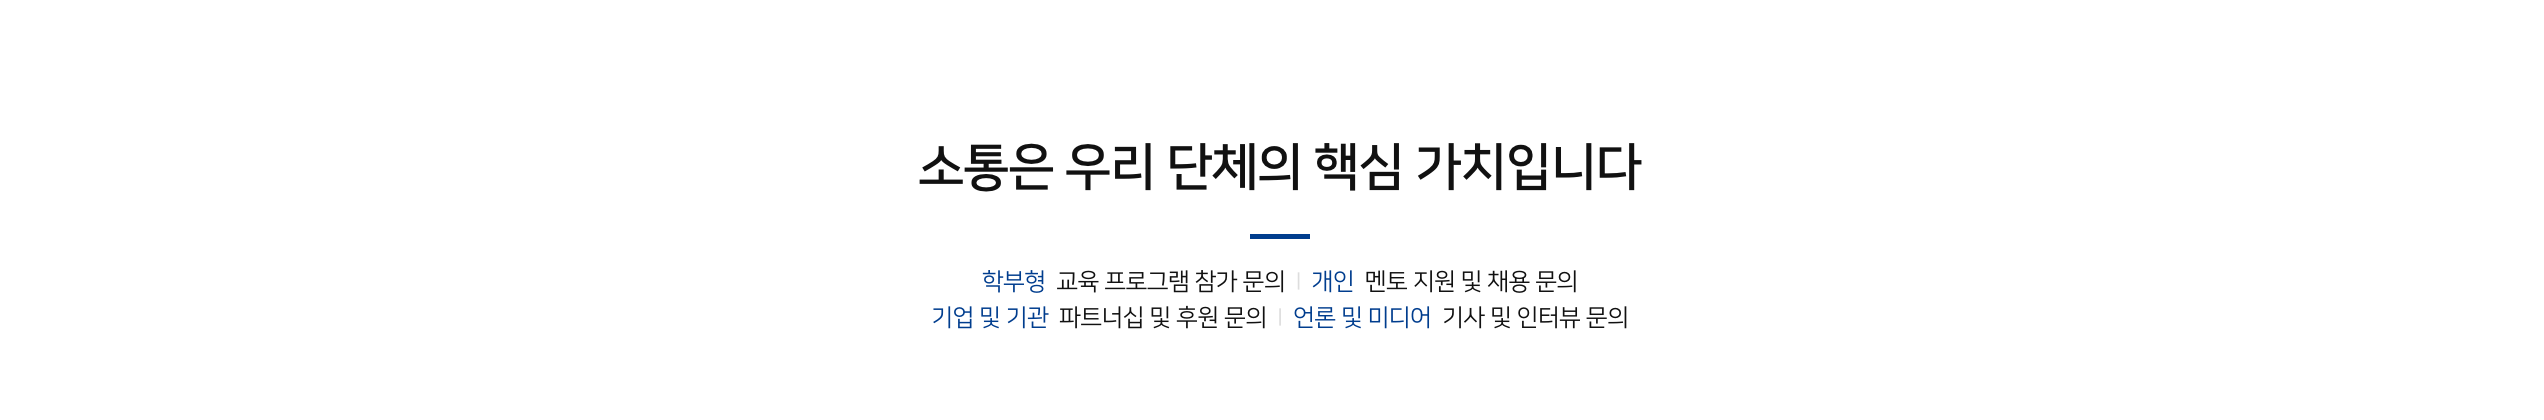 소통은 우리 단체의 핵심 가치입니다
학부형 교육 프로그램 참가 문의 | 개인 멘토 지원 및 채용 문의
기업 및 기관 파트너십 및 후원 문의 | 언론 및 미디어 기사 및 인터뷰 문의